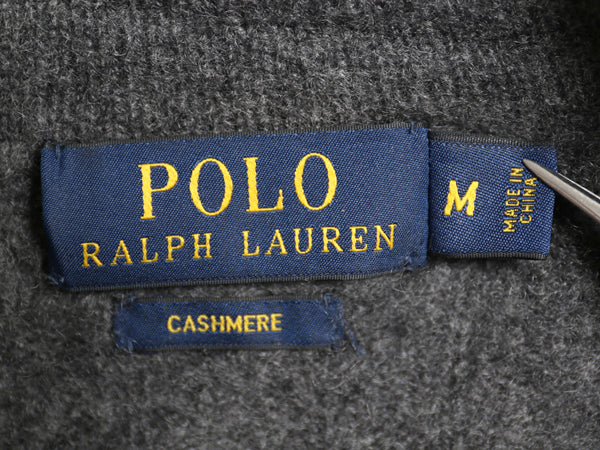 POLO
RALPH LAUREN
M
MADE IN
CHINA
CASHMERE